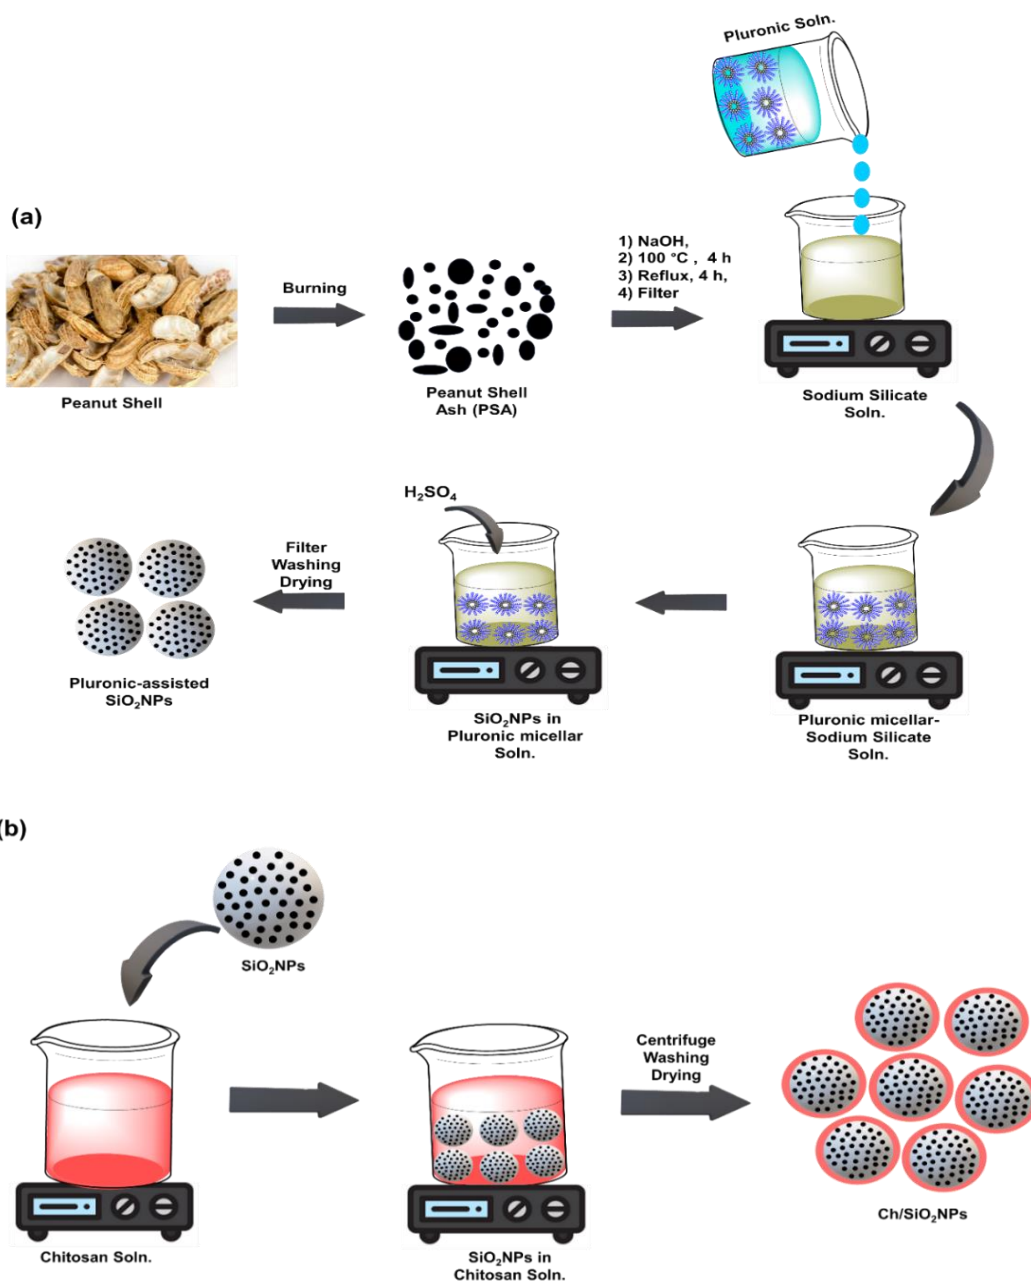 Pluronic Soln.
(a)
1) NaOH,
2) 100 °C , 4 h
3) Reflux, 4 h,
4) Filter
Burning
Peanut Shell
Peanut Shell
Ash (PSA)
Sodium Silicate
Soln.
H₂SO₄
Filter
Washing
Drying
Pluronic-assisted
SiO₂NPs
SiO₂NPs in
Pluronic micellar
Soln.
Pluronic micellar-
Sodium Silicate
Soln.
(b)
SiO₂NPs
Centrifuge
Washing
Drying
Chitosan Soln.
SiO₂NPs in
Chitosan Soln.
Ch/SiO₂NPs